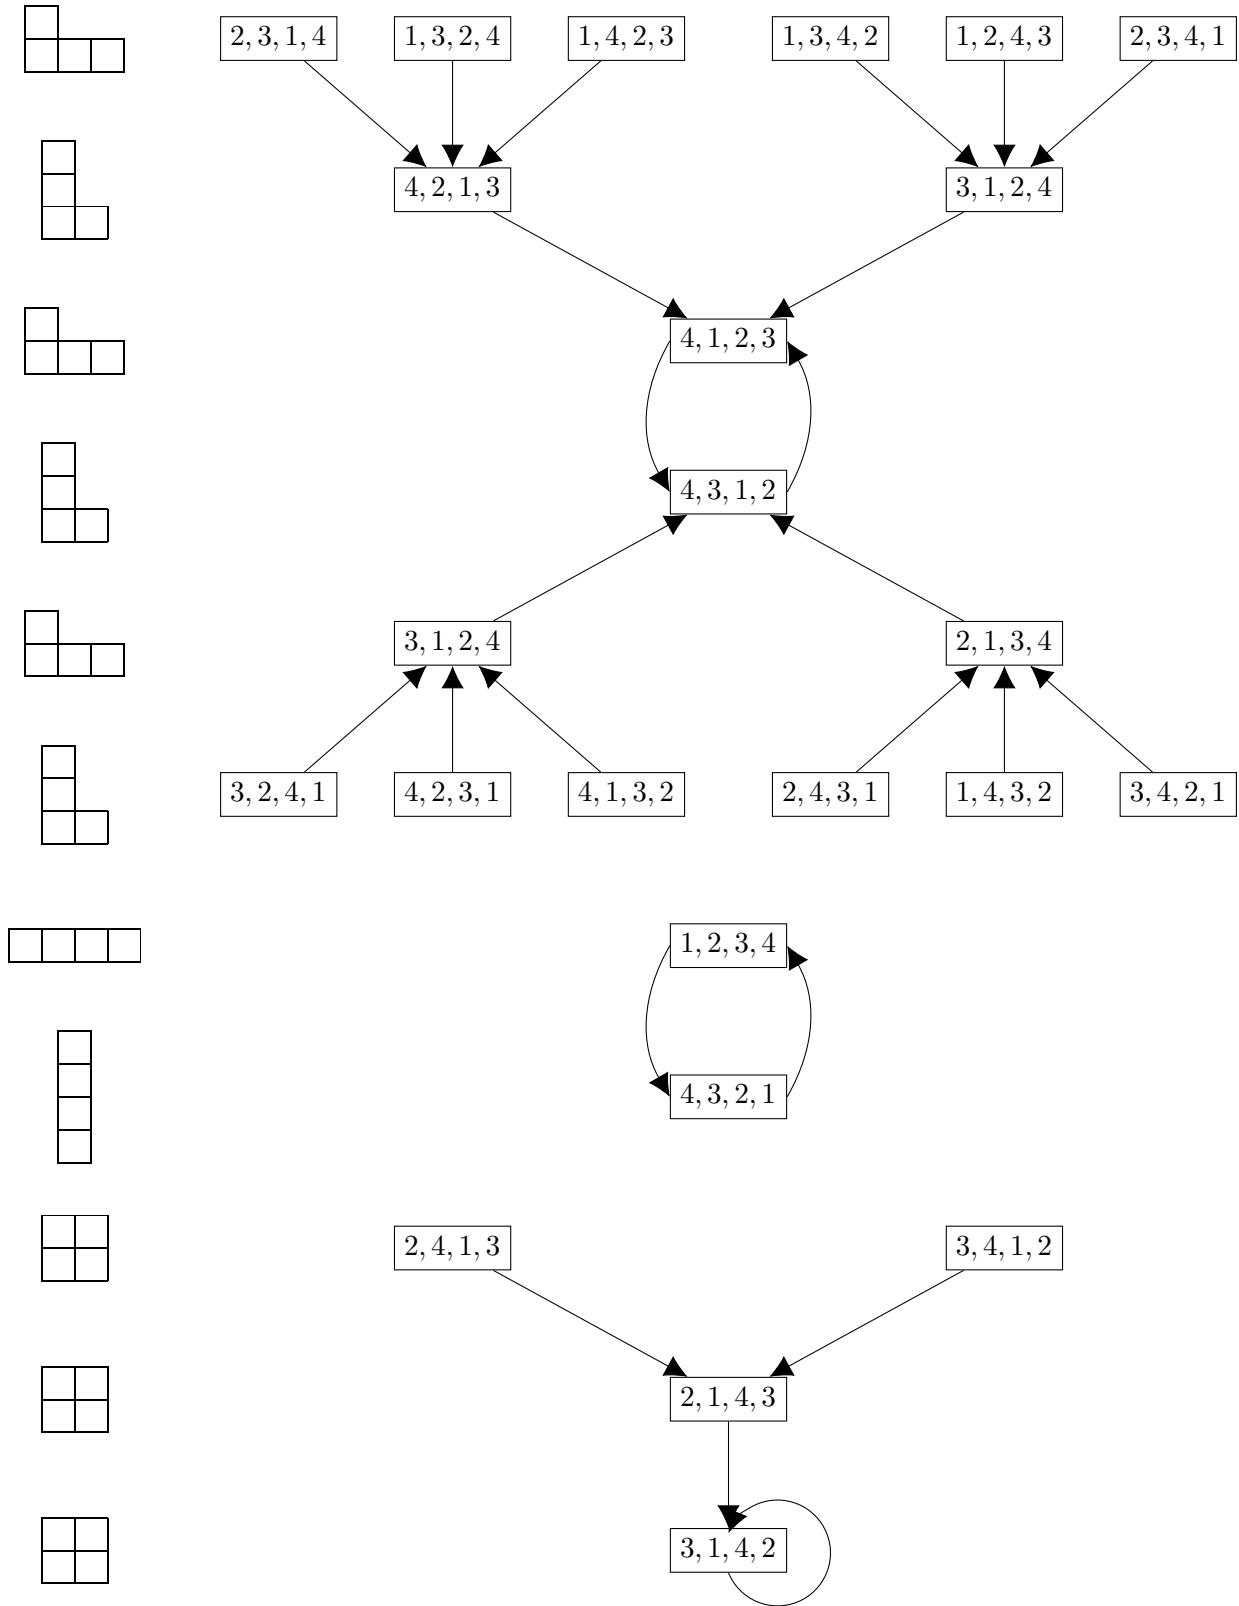 2, 3, 1, 4 1, 3, 2, 4 1, 4, 2, 3 1, 3, 4, 2 1, 2, 4, 3 2, 3, 4, 1
4, 2, 1, 3 3, 1, 2, 4
4, 1, 2, 3
4, 3, 1, 2
3, 1, 2, 4 2, 1, 3, 4
3, 2, 4, 1 4, 2, 3, 1 4, 1, 3, 2 2, 4, 3, 1 1, 4, 3, 2 3, 4, 2, 1
1, 2, 3, 4
4, 3, 2, 1
2, 4, 1, 3 3, 4, 1, 2
2, 1, 4, 3
3, 1, 4, 2